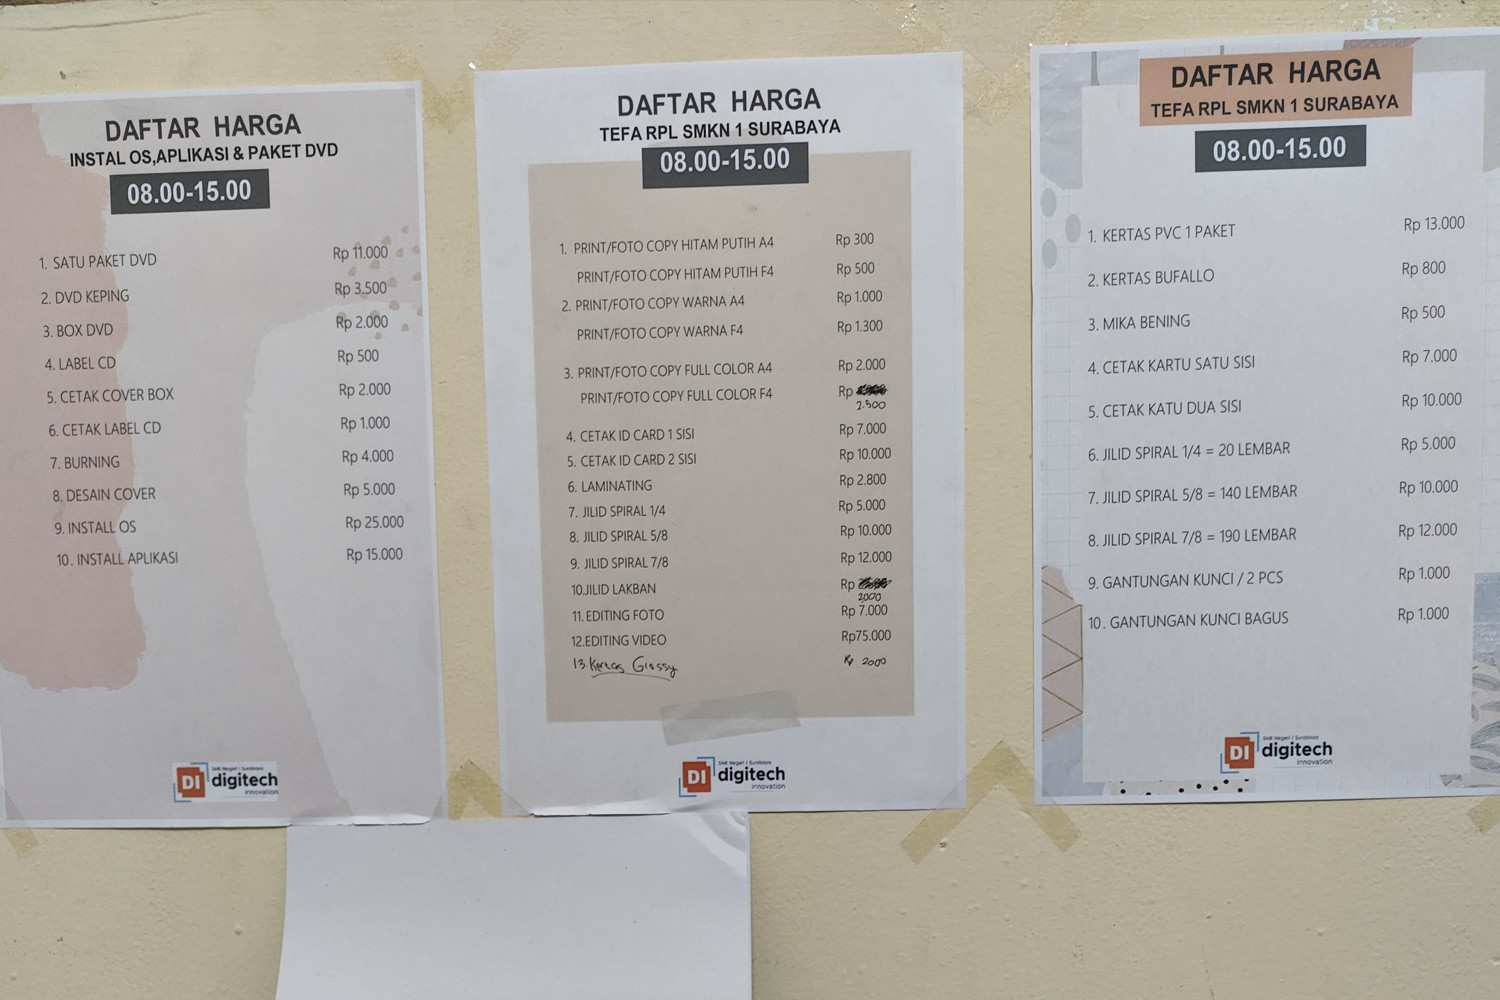 DAFTAR HARGA
INSTAL OS,APLIKASI & PAKET DVD
08.00-15.00
1. SATU PAKET DVD Rp 11.000
2. DVD KEPING Rp 3.500
3. BOX DVD Rp 2.000
4. LABEL CD Rp 500
5. CETAK COVER BOX Rp 2.000
6. CETAK LABEL CD Rp 1.000
7. BURNING Rp 4.000
8. DESAIN COVER Rp 5.000
9. INSTALL OS Rp 25.000
10. INSTALL APLIKASI Rp 15.000
SMK Negeri 1 Surabaya
DI digitech
innovation
DAFTAR HARGA
TEFA RPL SMKN 1 SURABAYA
08.00-15.00
1. PRINT/FOTO COPY HITAM PUTIH A4 Rp 300
PRINT/FOTO COPY HITAM PUTIH F4 Rp 500
2. PRINT/FOTO COPY WARNA A4 Rp 1.000
PRINT/FOTO COPY WARNA F4 Rp 1.300
3. PRINT/FOTO COPY FULL COLOR A4 Rp 2.000
PRINT/FOTO COPY FULL COLOR F4 Rp
2.500
4. CETAK ID CARD 1 SISI Rp 7.000
5. CETAK ID CARD 2 SISI Rp 10.000
6. LAMINATING Rp 2.800
7. JILID SPIRAL 1/4 Rp 5.000
8. JILID SPIRAL 5/8 Rp 10.000
9. JILID SPIRAL 7/8 Rp 12.000
10.JILID LAKBAN Rp
2000
11. EDITING FOTO Rp 7.000
12.EDITING VIDEO Rp75.000
13. Kertas Glossy Rp 2000
SMK Negeri 1 Surabaya
DI digitech
innovation
DAFTAR HARGA
TEFA RPL SMKN 1 SURABAYA
08.00-15.00
1. KERTAS PVC 1 PAKET Rp 13.000
2. KERTAS BUFALLO Rp 800
3. MIKA BENING Rp 500
4. CETAK KARTU SATU SISI Rp 7.000
5. CETAK KATU DUA SISI Rp 10.000
6. JILID SPIRAL 1/4 = 20 LEMBAR Rp 5.000
7. JILID SPIRAL 5/8 = 140 LEMBAR Rp 10.000
8. JILID SPIRAL 7/8 = 190 LEMBAR Rp 12.000
9. GANTUNGAN KUNCI / 2 PCS Rp 1.000
10. GANTUNGAN KUNCI BAGUS Rp 1.000
SMK Negeri 1 Surabaya
DI digitech
innovation